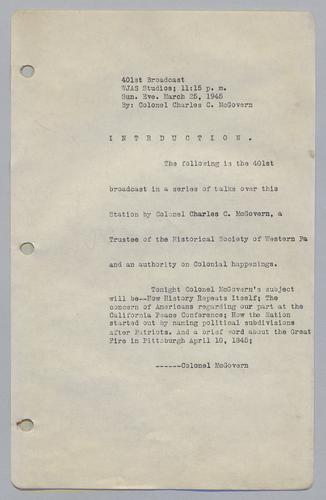 401st Broadcast
WJAS Studios; 11:15 p. m.
Sun. Eve. March 25, 1945
By: Colonel Charles C. McGovern
I N T R D U C T I O N .
The following is the 401st
broadcast in a series of talks over this
Station by Colonel Charles C. McGovern, a
Trustee of the Historical Society of Western Pa
and an authority on Colonial happenings.
Tonight Colonel McGovern's subject
will be--How History Repeats Itself; The
concern of Americans regarding our part at the
California Peace Conference; How the Nation
started out by naming political subdivisions
after Patriots. And a brief word about the Great
Fire in Pittsburgh April 10, 1845;
------Colonel McGovern